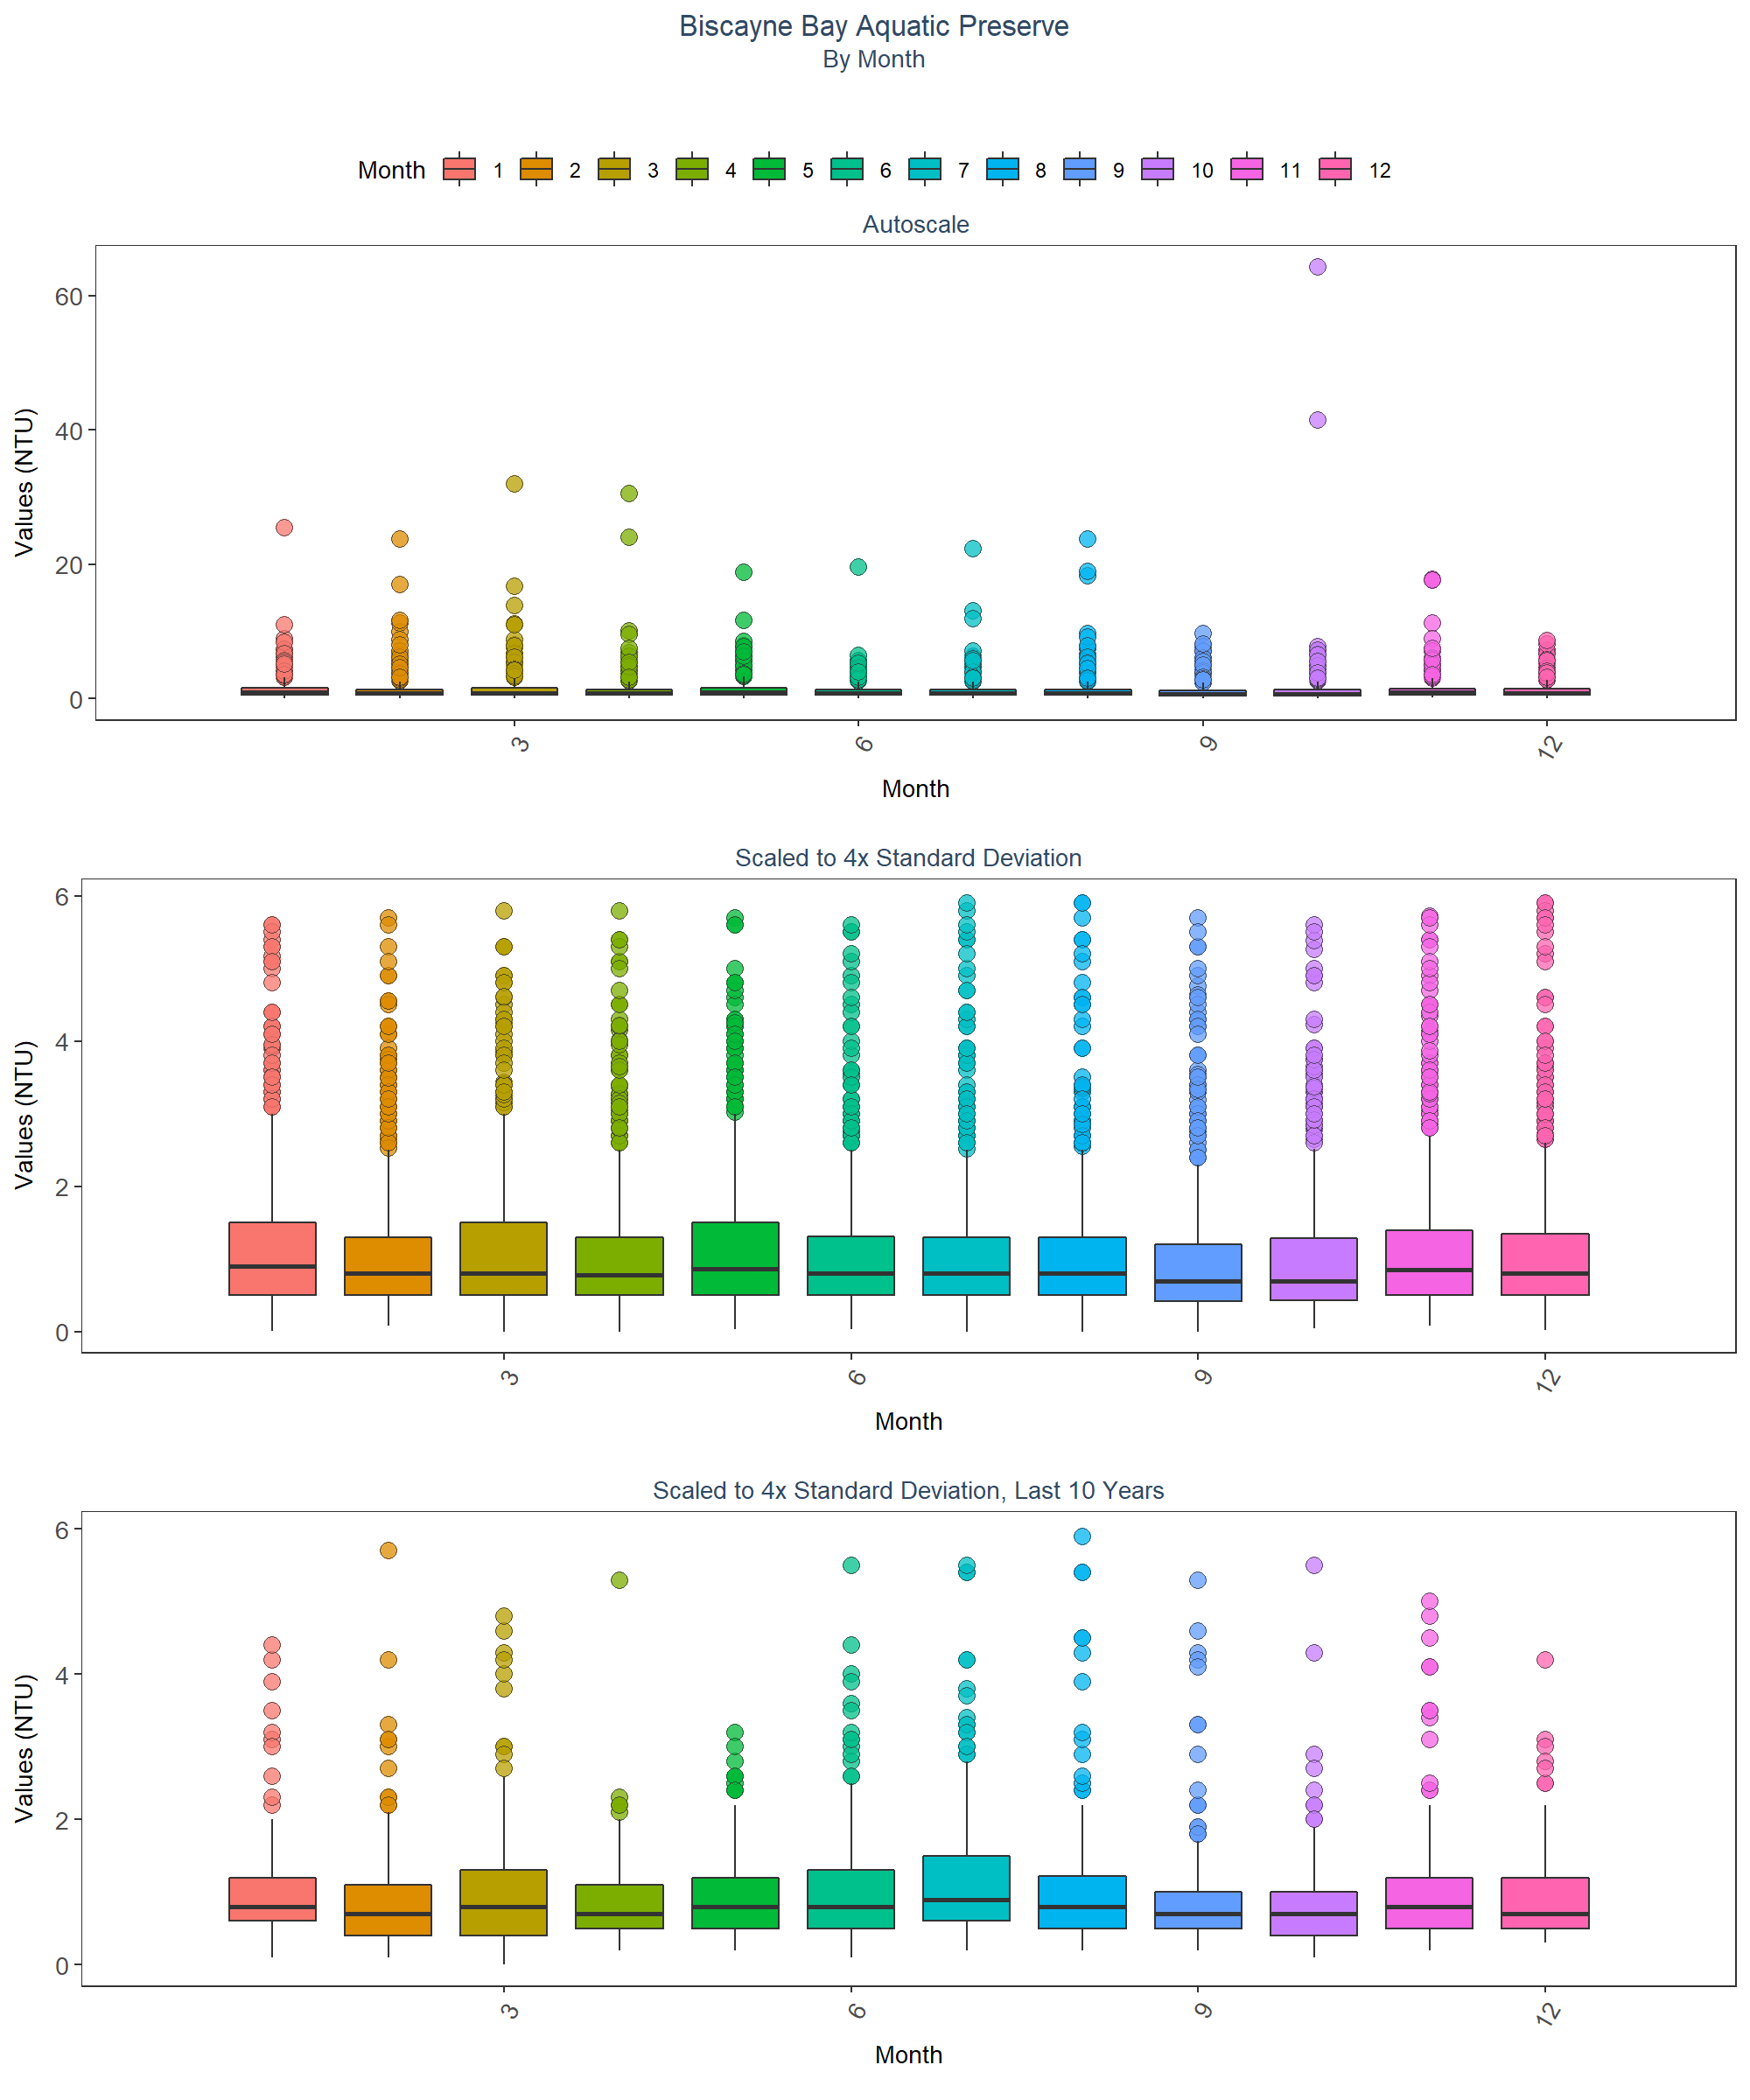 Biscayne Bay Aquatic Preserve
By Month
Month 1 2 3 4 5 6 7 8 9 10 11 12
Autoscale
Values (NTU)
60
40
20
0
3 6 9 12
Month
Scaled to 4x Standard Deviation
Values (NTU)
6
4
2
0
3 6 9 12
Month
Scaled to 4x Standard Deviation, Last 10 Years
Values (NTU)
6
4
2
0
3 6 9 12
Month